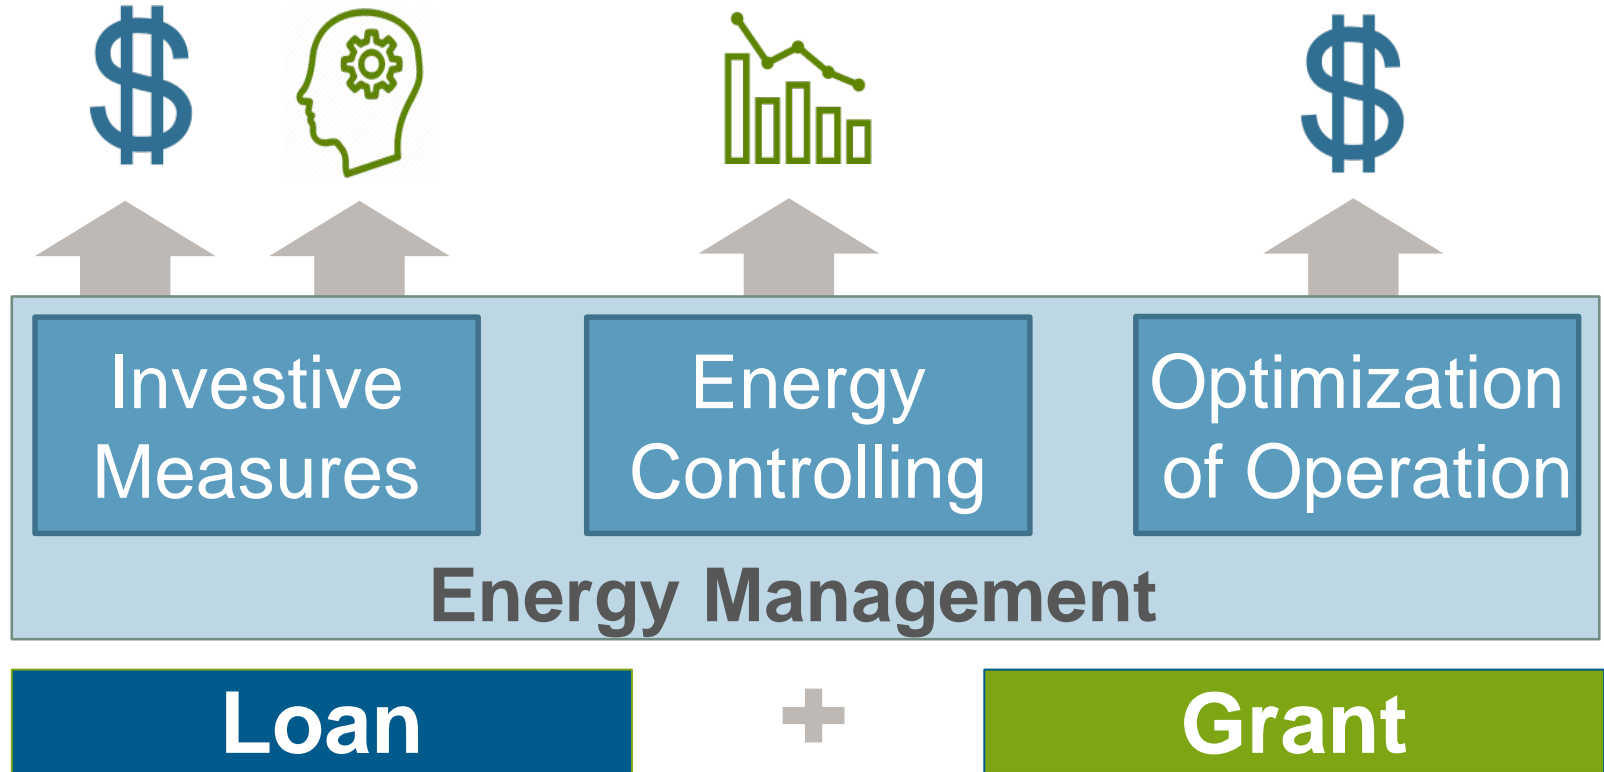 Investive
Measures
Energy
Controlling
Optimization
of Operation
Energy Management
Loan
+
Grant